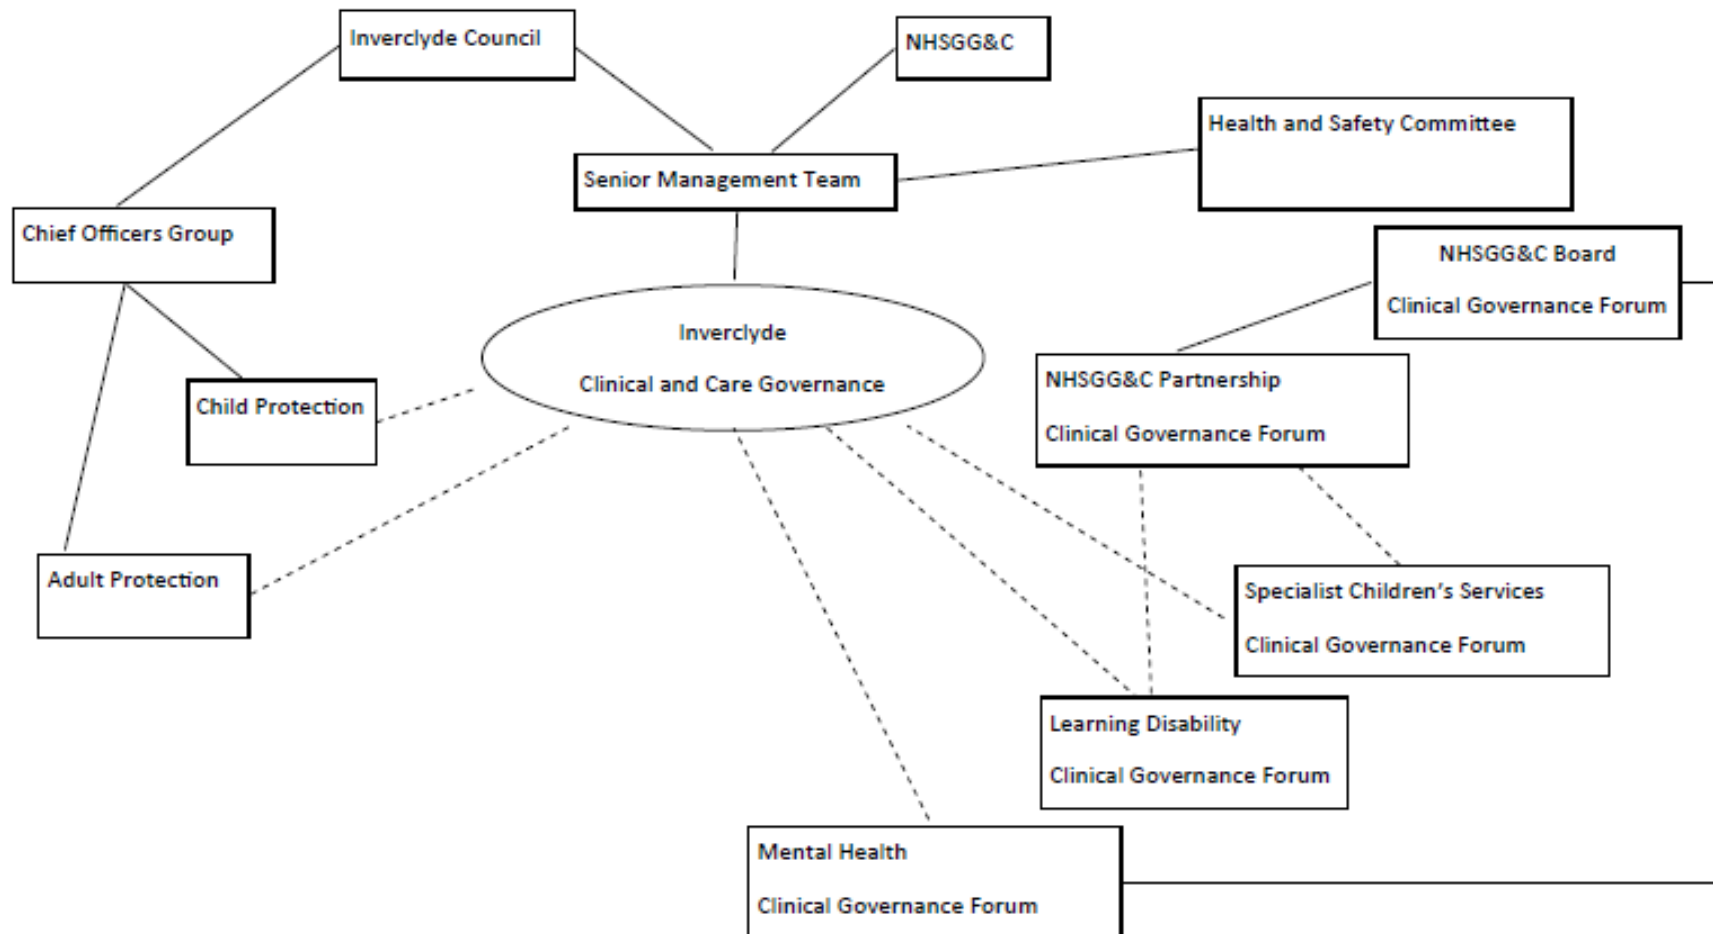 Inverclyde Council
NHSGG&C
Health and Safety Committee
Senior Management Team
Chief Officers Group
NHSGG&C Board
Clinical Governance Forum
Inverclyde
Clinical and Care Governance
NHSGG&C Partnership
Clinical Governance Forum
Child Protection
Adult Protection
Specialist Children's Services
Clinical Governance Forum
Learning Disability
Clinical Governance Forum
Mental Health
Clinical Governance Forum